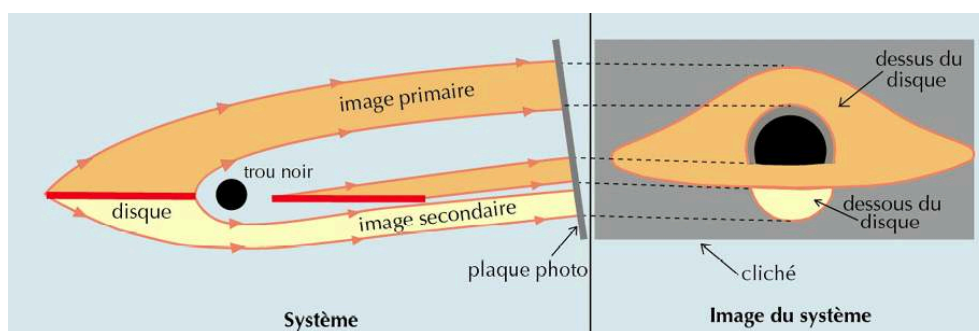 image primaire
trou noir
disque
image secondaire
plaque photo
Système
dessus du
disque
dessous du
disque
cliché
Image du système